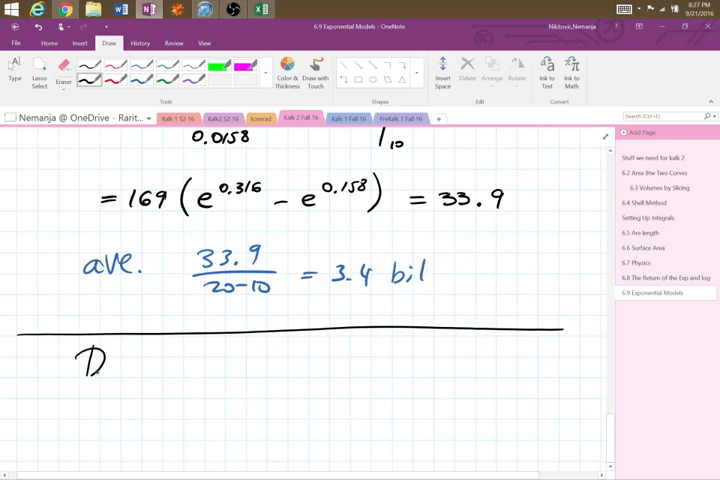 8:27 PM
9/21/2016
6.9 Exponential Models - OneNote
Nikitovic,Nemanja
File Home Insert Draw History Review View
Type Lasso Select Eraser Color & Thickness Draw with Touch Insert Space Delete Arrange Rotate Ink to Text Ink to Math
Tools Shapes Edit Convert
Nemanja @ OneDrive - Rarit... Kalk 1 S2 16 Kalk2 S2 16 komrad Kalk 2 Fall 16 Kalk 1 Fall 16 PreKalk 1 Fall 16 Search (Ctrl+E)
0.0158 10
= 169 ( e^0.316 - e^0.158 ) = 33.9
ave. 33.9 / 20-10 = 3.4 bil
D
Add Page
Stuff we need for kalk 2
6.2 Area Btw Two Curves
6.3 Volumes by Slicing
6.4 Shell Method
Setting Up Integrals
6.5 Arc length
6.6 Surface Area
6.7 Physics
6.8 The Return of the Exp and log
6.9 Exponential Models